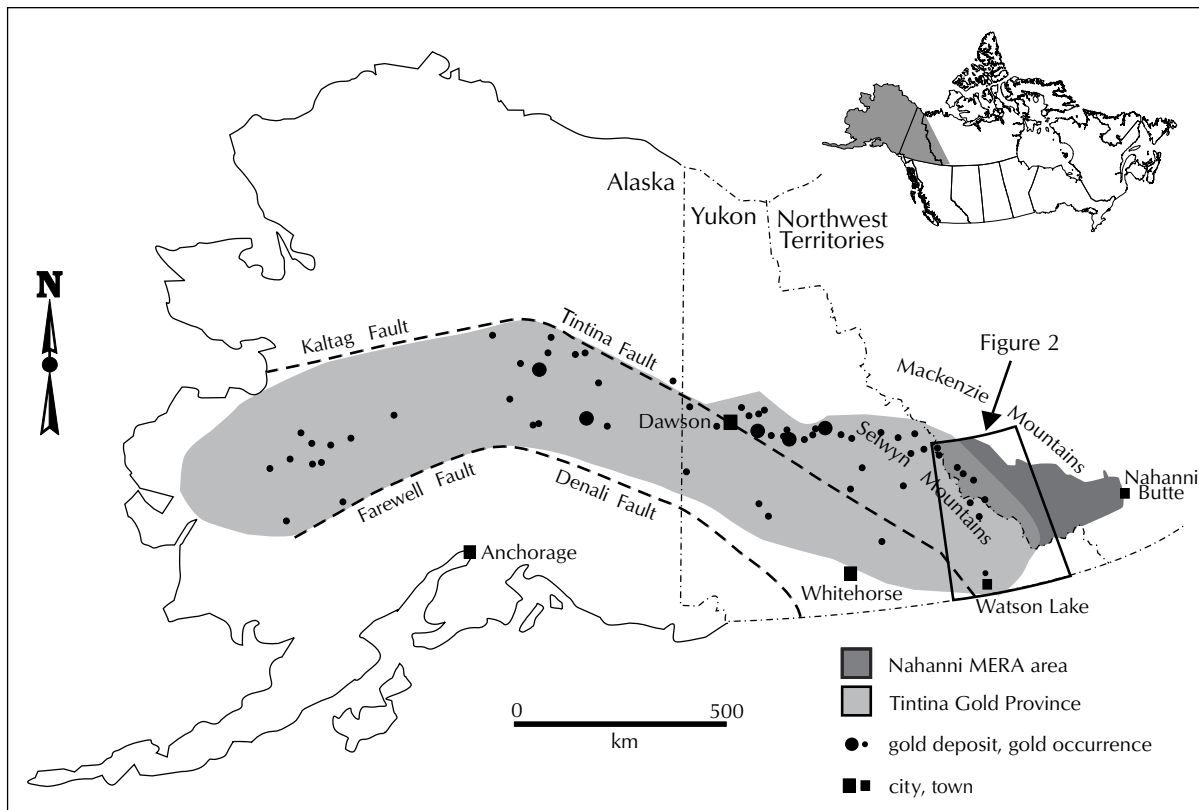 Alaska
Yukon
Northwest
Territories
N
Kaltag Fault
Tintina Fault
Figure 2
Mackenzie
Mountains
Dawson
Selwyn
Mountains
Nahanni
Butte
Farewell Fault
Denali Fault
Anchorage
Whitehorse
Watson Lake
Nahanni MERA area
Tintina Gold Province
gold deposit, gold occurrence
city, town
0 500
km